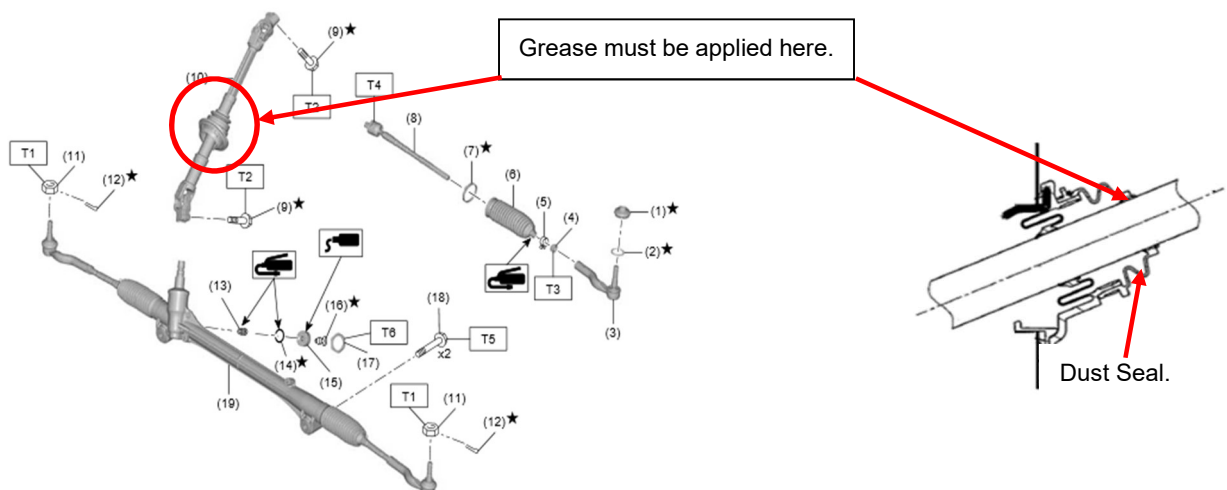 Grease must be applied here.
(9)★
(10)
T2
T4
(8)
(7)★
(6)
(5)
(4)
(1)★
(2)★
T3
(3)
T1
(11)
(12)★
T2
(9)★
(13)
(14)★
(15)
(16)★
(17)
T6
(18)
x2
T5
(19)
T1
(11)
(12)★
Dust Seal.